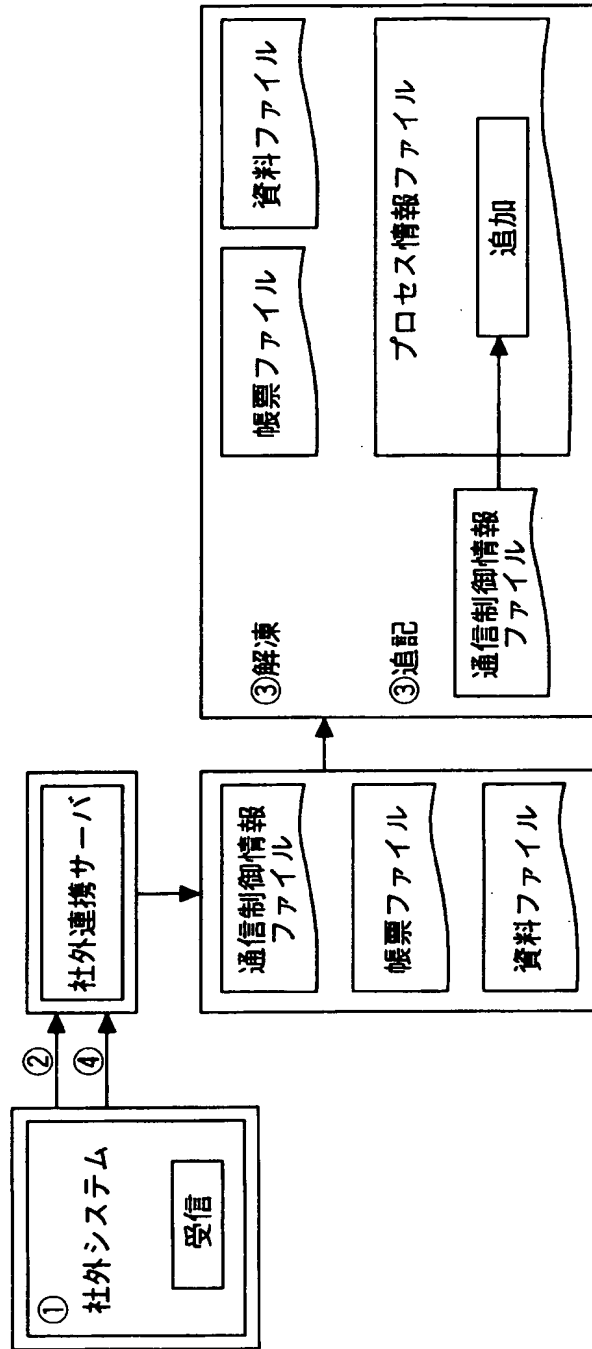 ①
社外システム
受信
②
④
社外連携サーバ
通信制御情報
ファイル
帳票ファイル
資料ファイル
③解凍
帳票ファイル
資料ファイル
③追記
通信制御情報
ファイル
プロセス情報ファイル
追加